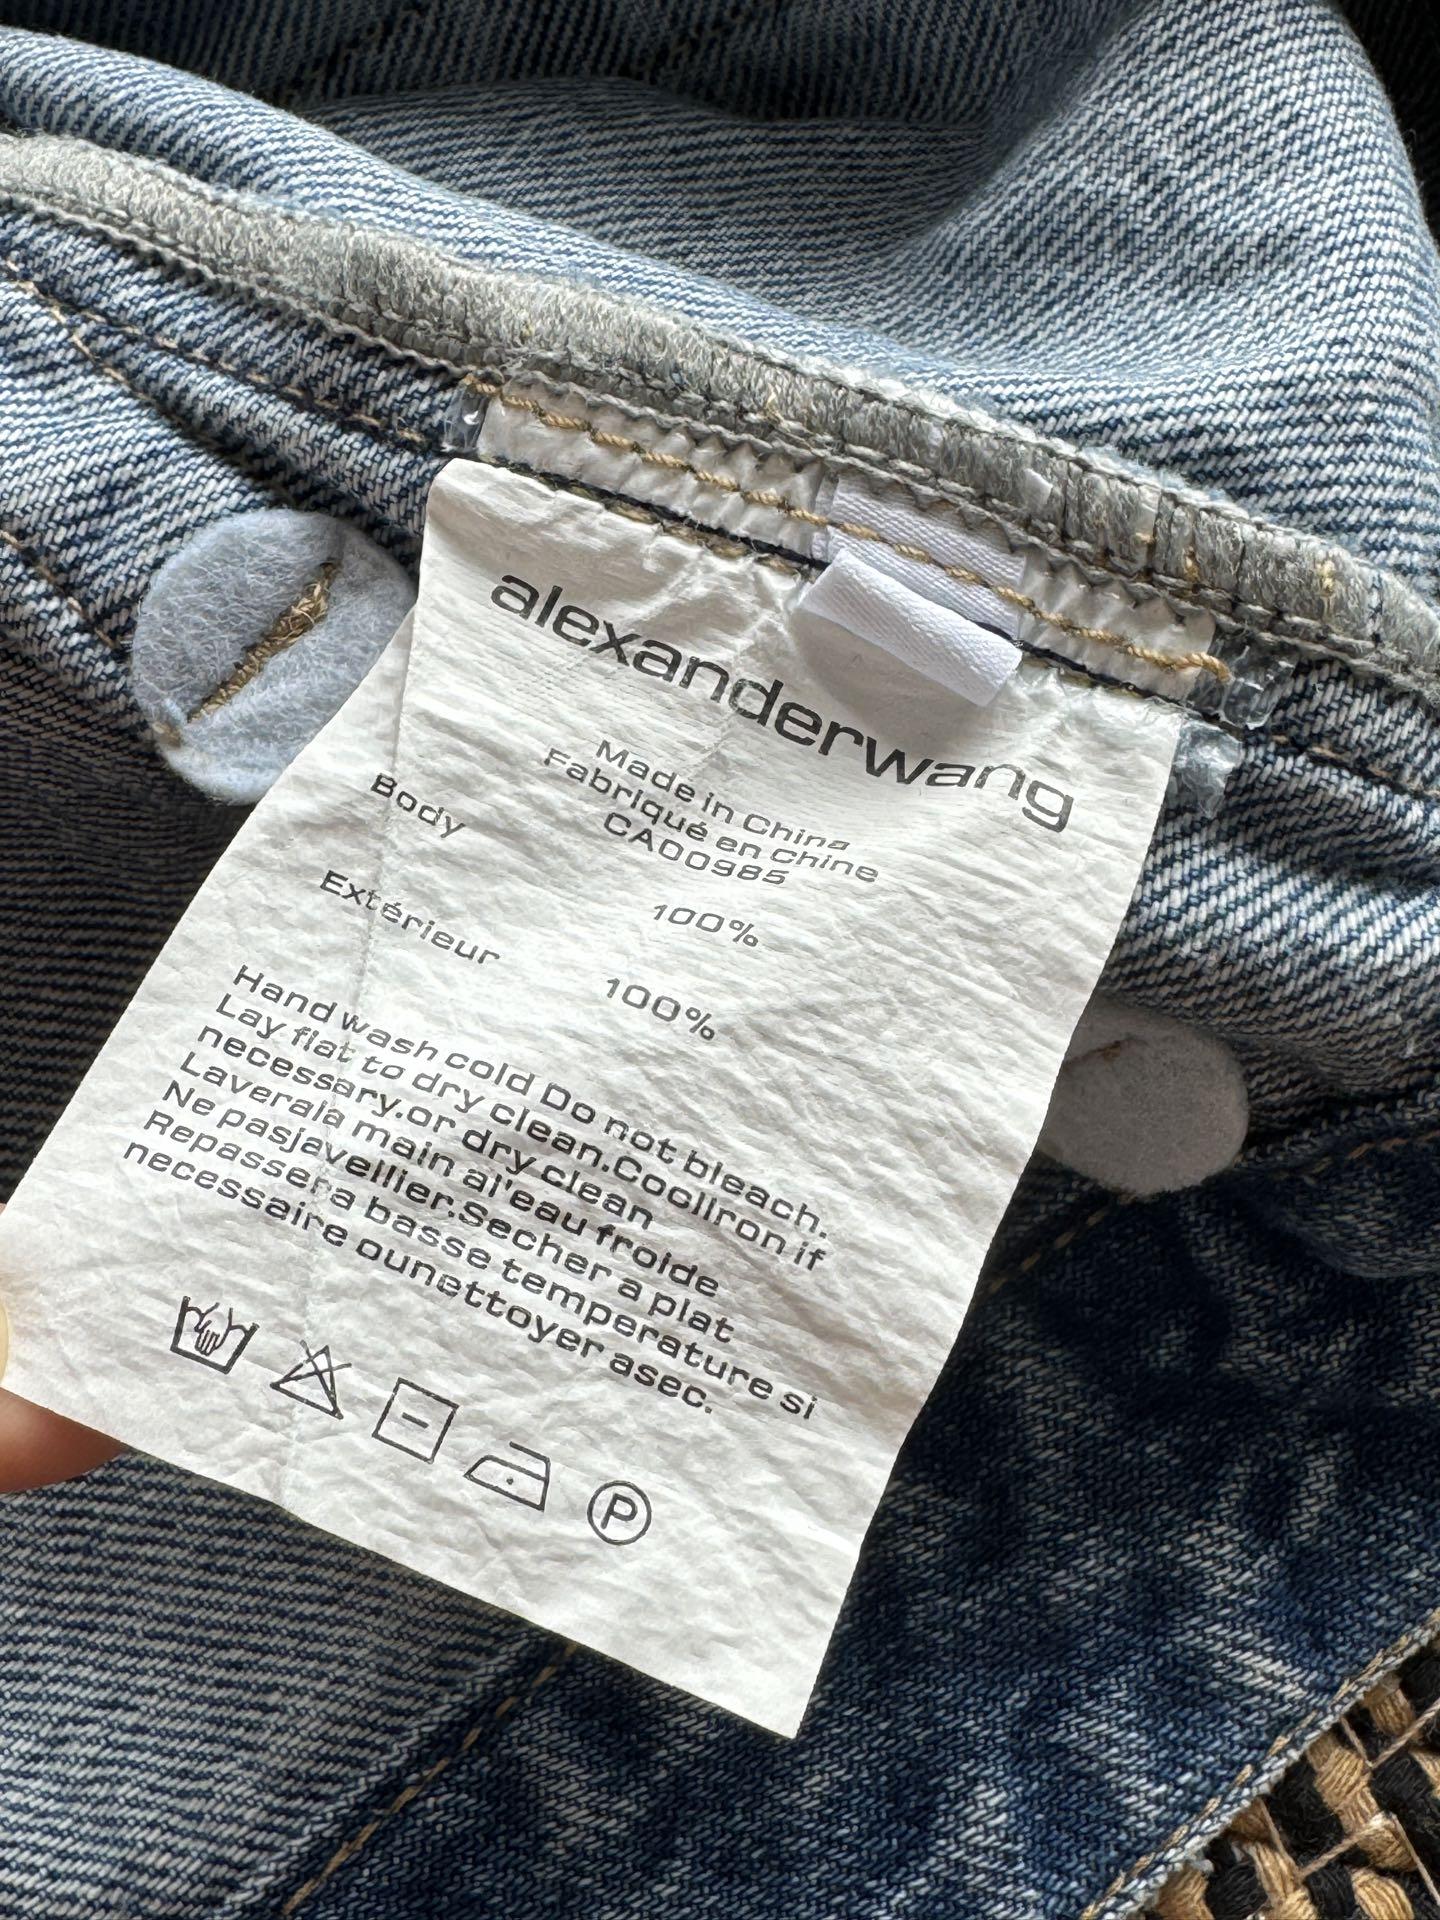 alexanderwang
Made in China
Fabriqué en Chine
CA00985
Body 100%
Extérieur 100%
Hand wash cold Do not bleach.
Lay flat to dry clean.CoolIron if
necessary.or dry clean
Laverala main al'eau froide
Ne pasjavellier.Secher a plat
Repassera basse temperature si
necessaire ounettoyer asec.
P